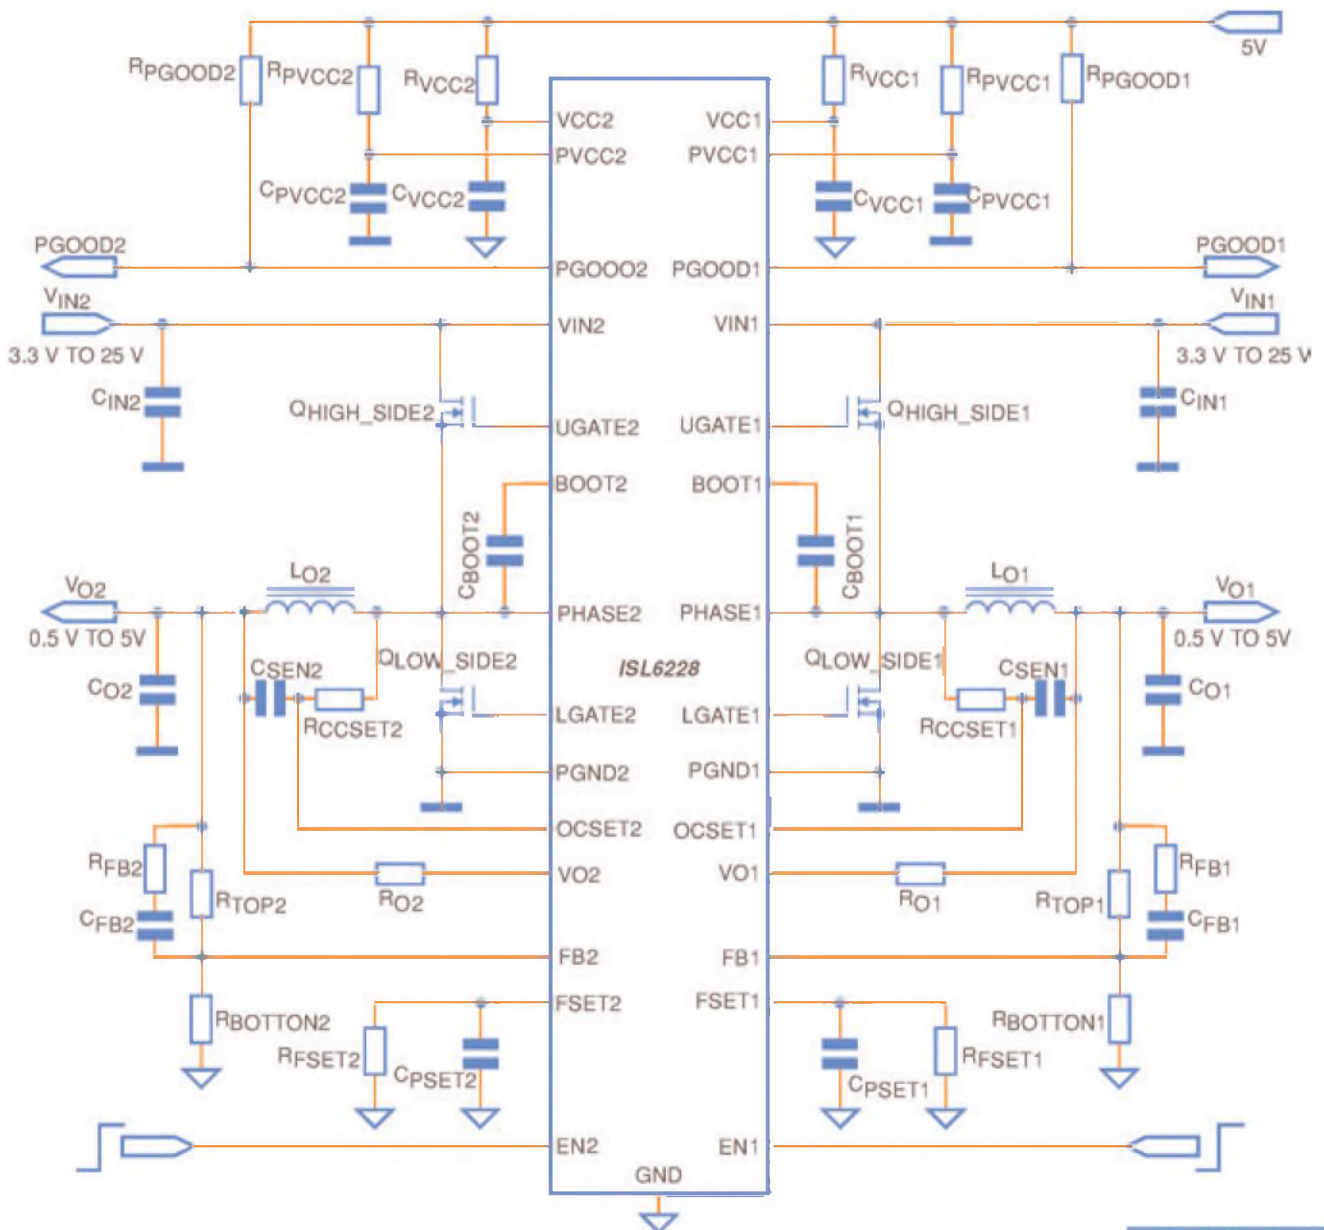 5V
RPGOOD2
RPVCC2
RVCC2
RVCC1
RPVCC1
RPGOOD1
VCC2
VCC1
PVCC2
PVCC1
CPVCC2
CVCC2
CVCC1
CPVCC1
PGOOD2
PGOOO2
PGOOD1
PGOOD1
VIN2
VIN2
VIN1
VIN1
3.3 V TO 25 V
3.3 V TO 25 V
CIN2
QHIGH_SIDE2
QHIGH_SIDE1
CIN1
UGATE2
UGATE1
BOOT2
BOOT1
CBOOT2
CBOOT1
VO2
LO2
LO1
VO1
PHASE2
PHASE1
0.5 V TO 5V
0.5 V TO 5V
CSEN2
QLOW_SIDE2
ISL6228
QLOW_SIDE1
CSEN1
CO2
CO1
RCCSET2
LGATE2
LGATE1
RCCSET1
PGND2
PGND1
OCSET2
OCSET1
RFB2
VO2
VO1
RFB1
RTOP2
RO2
RO1
RTOP1
CFB2
CFB1
FB2
FB1
FSET2
FSET1
RBOTTON2
RBOTTON1
RFSET2
RFSET1
CPSET2
CPSET1
EN2
EN1
GND